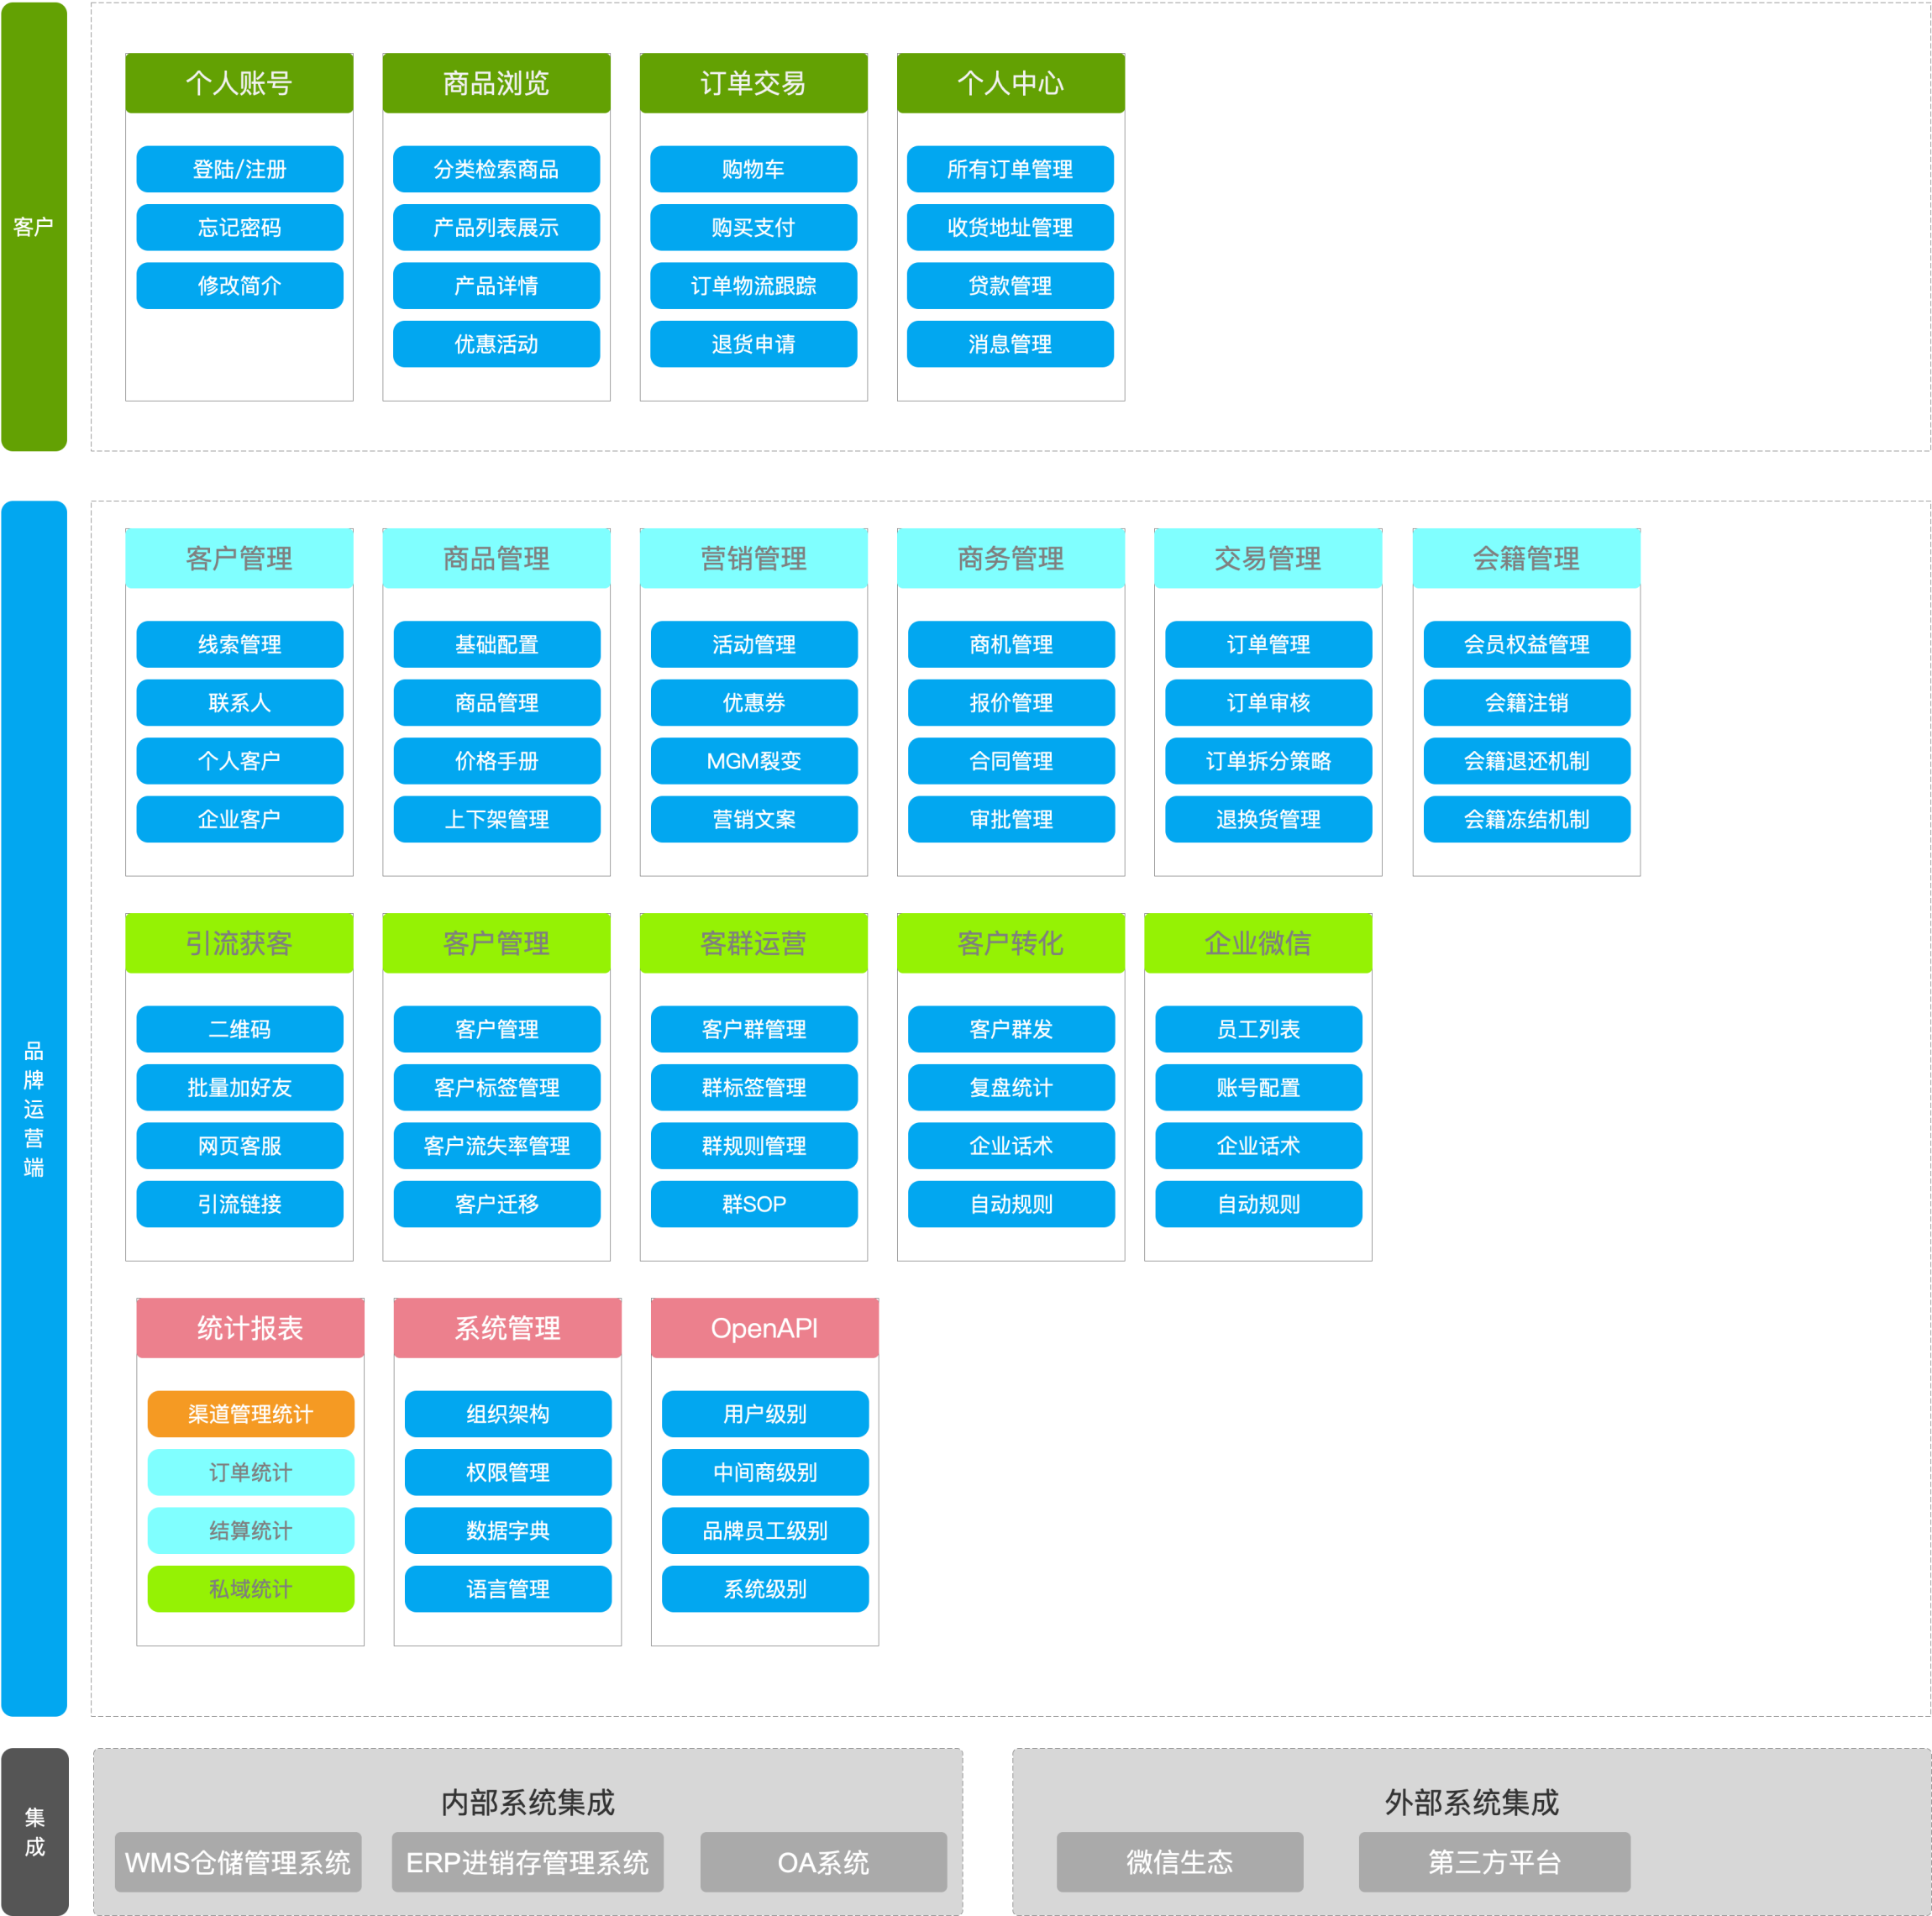 客户
个人账号
登陆/注册
忘记密码
修改简介
商品浏览
分类检索商品
产品列表展示
产品详情
优惠活动
订单交易
购物车
购买支付
订单物流跟踪
退货申请
个人中心
所有订单管理
收货地址管理
贷款管理
消息管理
品
牌
运
营
端
客户管理
线索管理
联系人
个人客户
企业客户
商品管理
基础配置
商品管理
价格手册
上下架管理
营销管理
活动管理
优惠券
MGM裂变
营销文案
商务管理
商机管理
报价管理
合同管理
审批管理
交易管理
订单管理
订单审核
订单拆分策略
退换货管理
会籍管理
会员权益管理
会籍注销
会籍退还机制
会籍冻结机制
引流获客
二维码
批量加好友
网页客服
引流链接
客户管理
客户管理
客户标签管理
客户流失率管理
客户迁移
客群运营
客户群管理
群标签管理
群规则管理
群SOP
客户转化
客户群发
复盘统计
企业话术
自动规则
企业微信
员工列表
账号配置
企业话术
自动规则
统计报表
渠道管理统计
订单统计
结算统计
私域统计
系统管理
组织架构
权限管理
数据字典
语言管理
OpenAPI
用户级别
中间商级别
品牌员工级别
系统级别
集
成
内部系统集成
WMS仓储管理系统
ERP进销存管理系统
OA系统
外部系统集成
微信生态
第三方平台